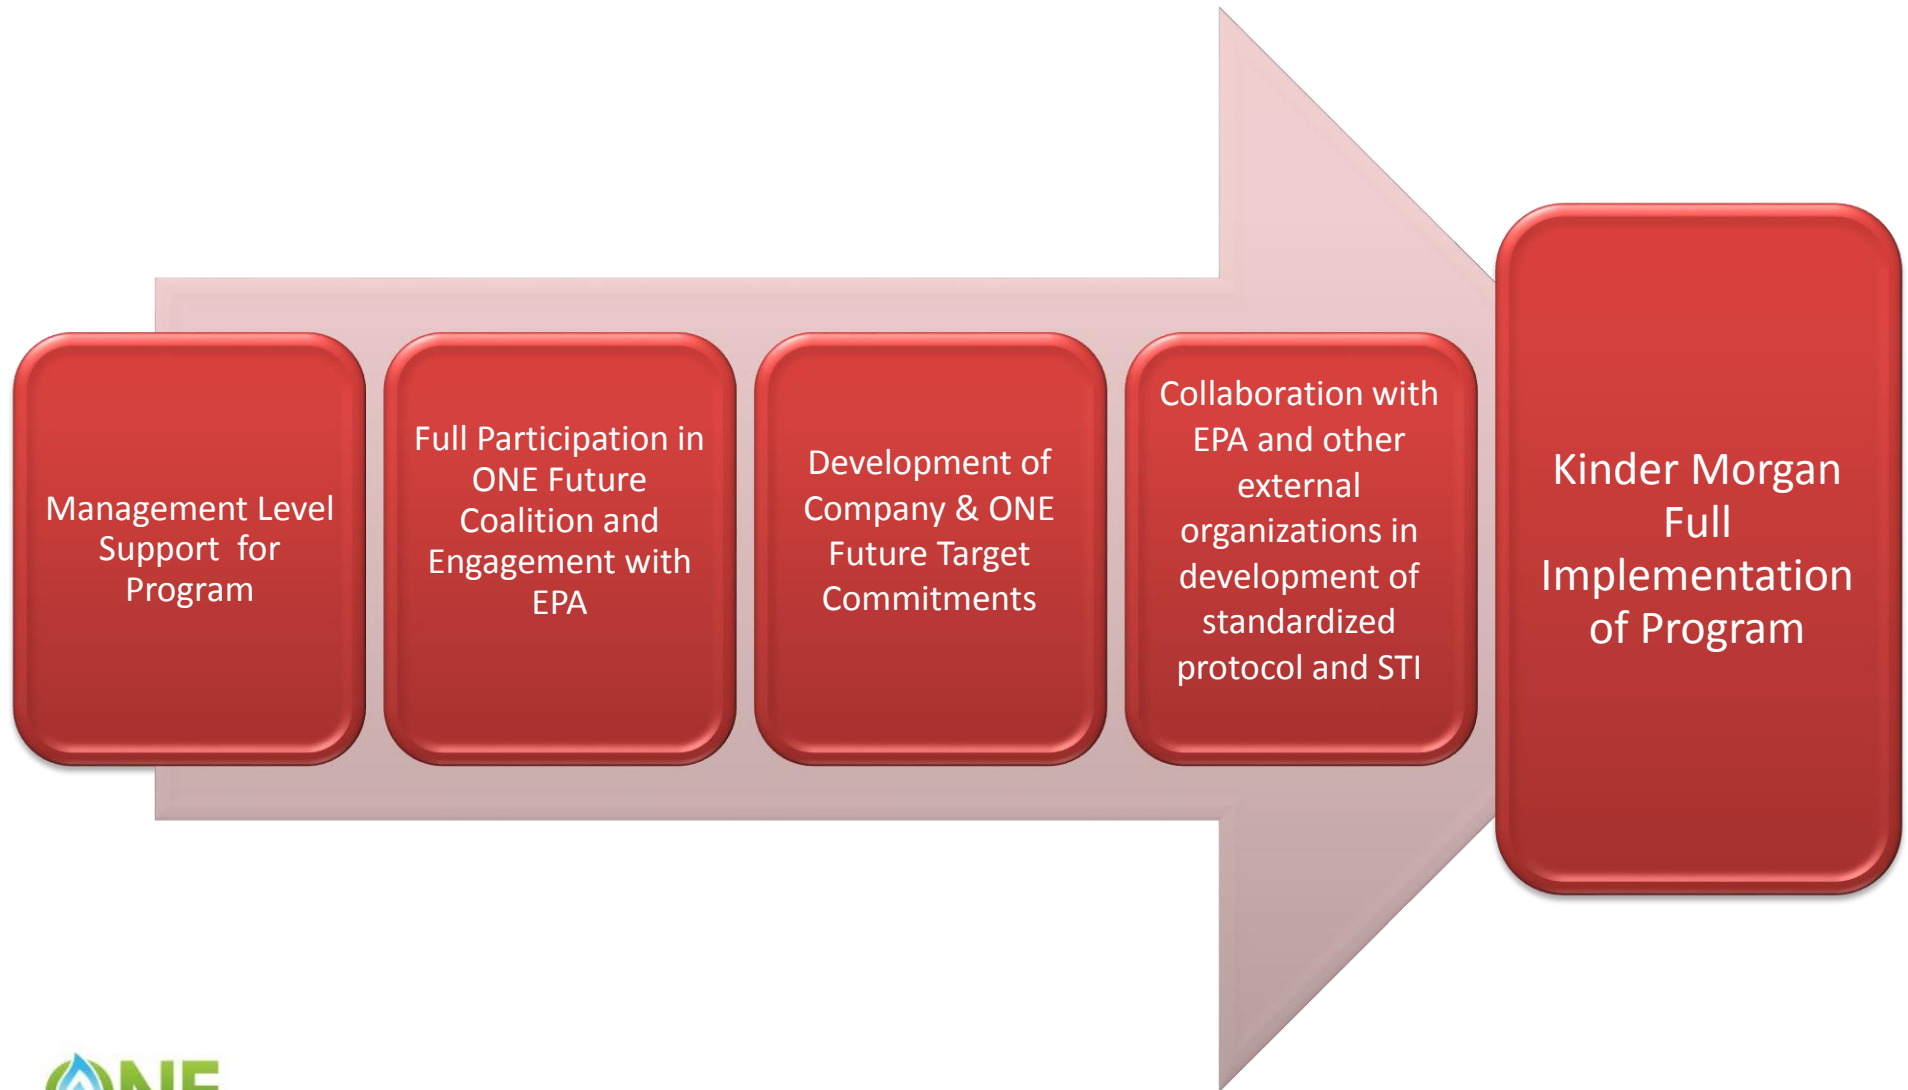 Management Level
Support for
Program
Full Participation in
ONE Future
Coalition and
Engagement with
EPA
Development of
Company & ONE
Future Target
Commitments
Collaboration with
EPA and other
external
organizations in
development of
standardized
protocol and STI
Kinder Morgan
Full
Implementation
of Program
ONE